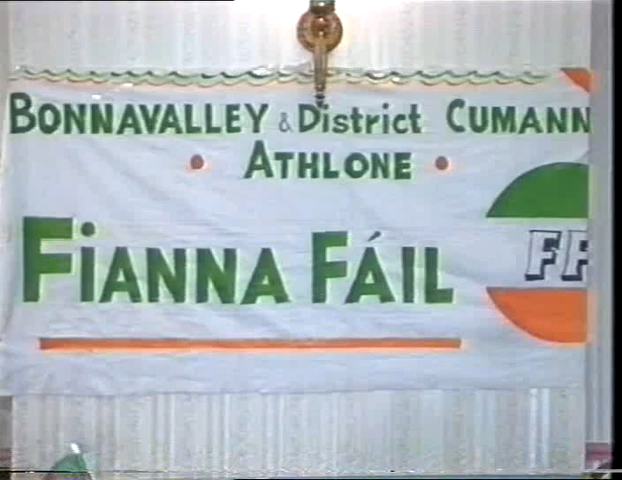 BONNAVALLEY & District CUMANN
• ATHLONE •
FIANNA FÁIL
FF